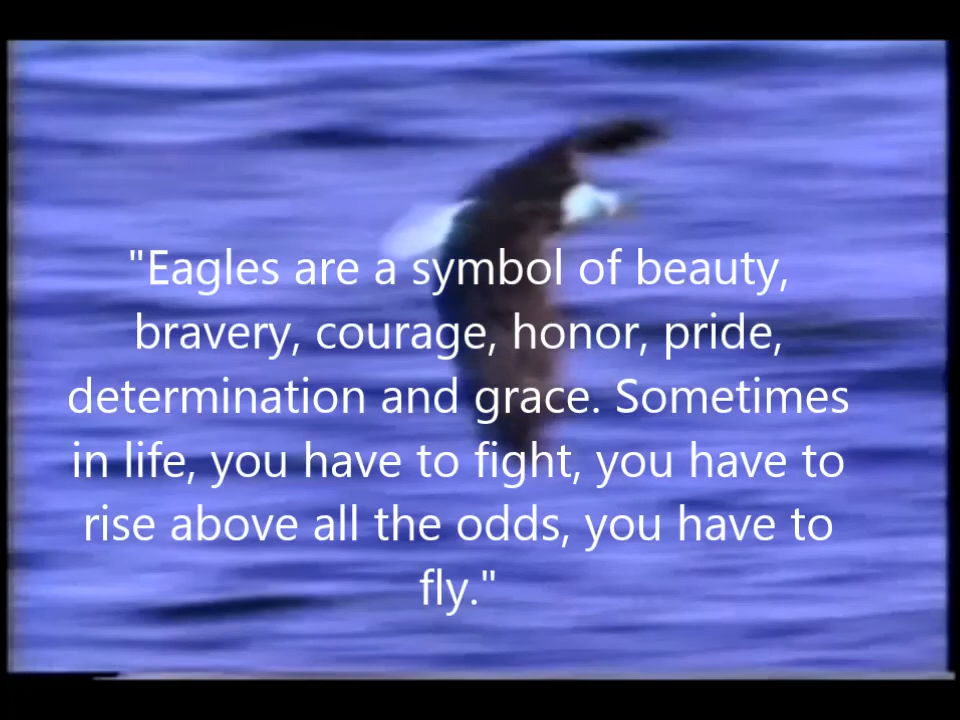 "Eagles are a symbol of beauty,
bravery, courage, honor, pride,
determination and grace. Sometimes
in life, you have to fight, you have to
rise above all the odds, you have to
fly."